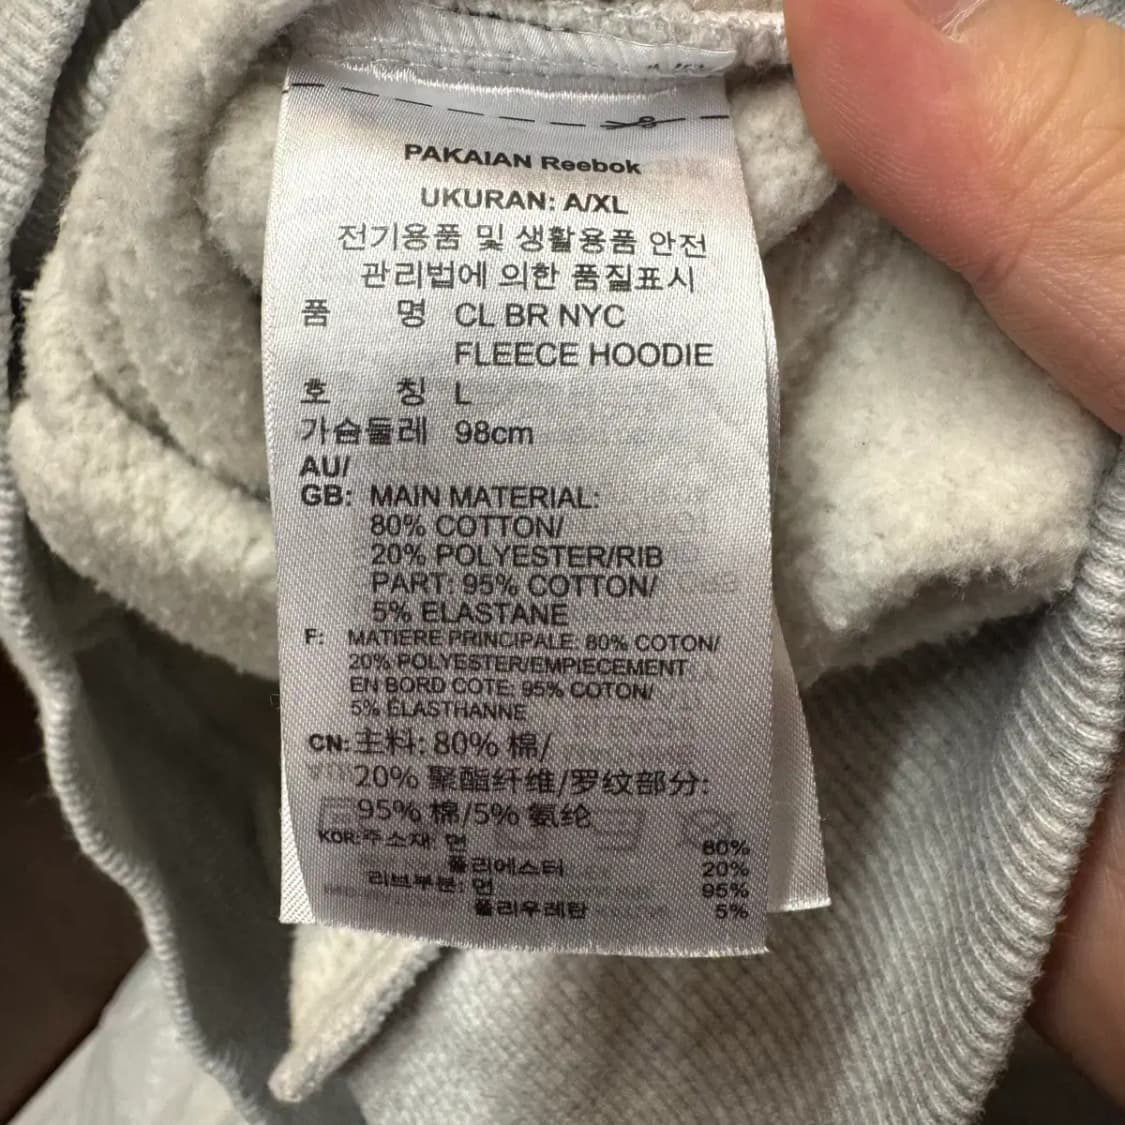 PAKAIAN Reebok
UKURAN: A/XL
전기용품 및 생활용품 안전
관리법에 의한 품질표시
품 명 CL BR NYC
FLEECE HOODIE
호 칭 L
가슴둘레 98cm
AU/
GB: MAIN MATERIAL:
80% COTTON/
20% POLYESTER/RIB
PART: 95% COTTON/
5% ELASTANE
F: MATIERE PRINCIPALE: 80% COTON/
20% POLYESTER/EMPIECEMENT
EN BORD COTE: 95% COTON/
5% ÉLASTHANNE
CN: 主料: 80% 棉/
20% 聚酯纤维/罗纹部分:
95% 棉/5% 氨纶
KOR: 주소재: 면 80%
폴리에스터 20%
리브부분: 면 95%
폴리우레탄 5%